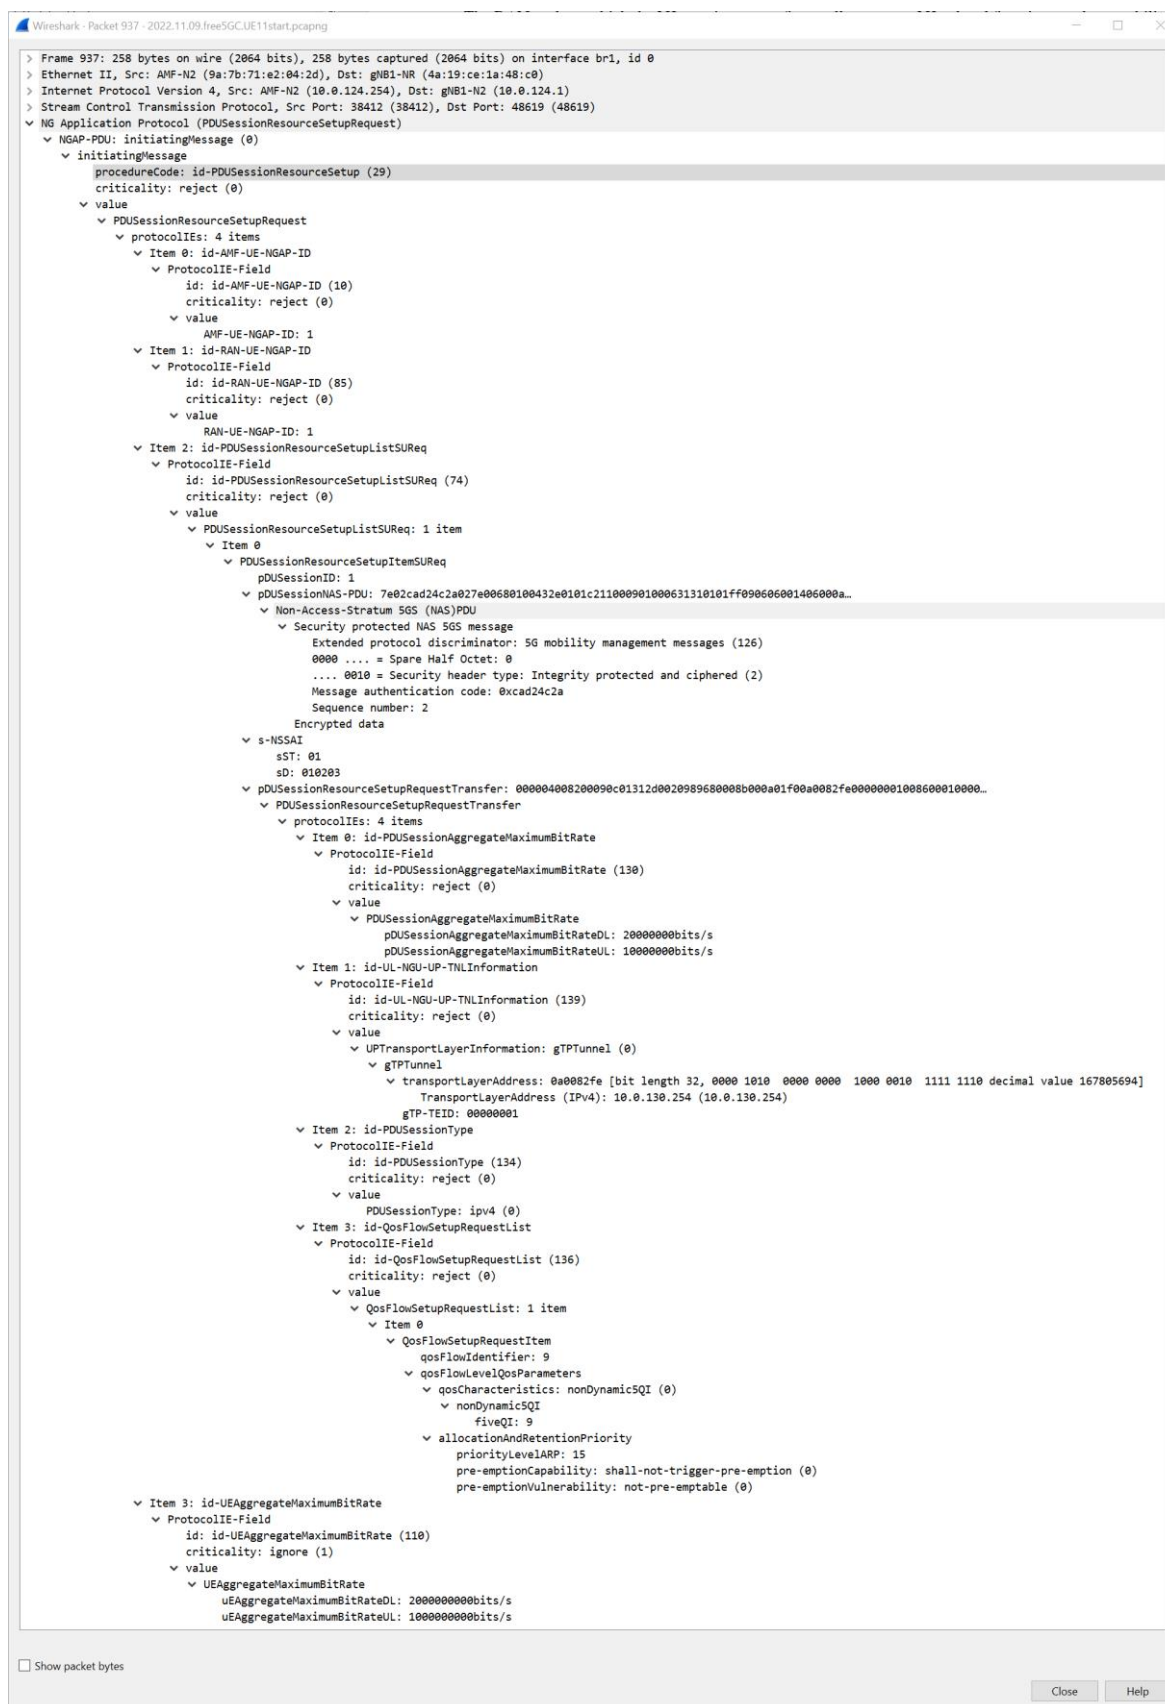 Wireshark · Packet 937 · 2022.11.09.free5GC.UE11start.pcapng
Frame 937: 258 bytes on wire (2064 bits), 258 bytes captured (2064 bits) on interface br1, id 0
Ethernet II, Src: AMF-N2 (9a:7b:71:e2:04:2d), Dst: gNB1-NR (4a:19:ce:1a:48:c0)
Internet Protocol Version 4, Src: AMF-N2 (10.0.124.254), Dst: gNB1-N2 (10.0.124.1)
Stream Control Transmission Protocol, Src Port: 38412 (38412), Dst Port: 48619 (48619)
NG Application Protocol (PDUSessionResourceSetupRequest)
NGAP-PDU: initiatingMessage (0)
initiatingMessage
procedureCode: id-PDUSessionResourceSetup (29)
criticality: reject (0)
value
PDUSessionResourceSetupRequest
protocolIEs: 4 items
Item 0: id-AMF-UE-NGAP-ID
ProtocolIE-Field
id: id-AMF-UE-NGAP-ID (10)
criticality: reject (0)
value
AMF-UE-NGAP-ID: 1
Item 1: id-RAN-UE-NGAP-ID
ProtocolIE-Field
id: id-RAN-UE-NGAP-ID (85)
criticality: reject (0)
value
RAN-UE-NGAP-ID: 1
Item 2: id-PDUSessionResourceSetupListSUReq
ProtocolIE-Field
id: id-PDUSessionResourceSetupListSUReq (74)
criticality: reject (0)
value
PDUSessionResourceSetupListSUReq: 1 item
Item 0
PDUSessionResourceSetupItemSUReq
pDUSessionID: 1
pDUSessionNAS-PDU: 7e02cad24c2a027e00680100432e0101c211000901000631310101ff090606001406000a…
Non-Access-Stratum 5GS (NAS)PDU
Security protected NAS 5GS message
Extended protocol discriminator: 5G mobility management messages (126)
0000 .... = Spare Half Octet: 0
.... 0010 = Security header type: Integrity protected and ciphered (2)
Message authentication code: 0xcad24c2a
Sequence number: 2
Encrypted data
s-NSSAI
sST: 01
sD: 010203
pDUSessionResourceSetupRequestTransfer: 000004008200090c01312d0020989680008b000a01f00a0082fe00000001008600010000…
PDUSessionResourceSetupRequestTransfer
protocolIEs: 4 items
Item 0: id-PDUSessionAggregateMaximumBitRate
ProtocolIE-Field
id: id-PDUSessionAggregateMaximumBitRate (130)
criticality: reject (0)
value
PDUSessionAggregateMaximumBitRate
pDUSessionAggregateMaximumBitRateDL: 20000000bits/s
pDUSessionAggregateMaximumBitRateUL: 10000000bits/s
Item 1: id-UL-NGU-UP-TNLInformation
ProtocolIE-Field
id: id-UL-NGU-UP-TNLInformation (139)
criticality: reject (0)
value
UPTransportLayerInformation: gTPTunnel (0)
gTPTunnel
transportLayerAddress: 0a0082fe [bit length 32, 0000 1010  0000 0000  1000 0010  1111 1110 decimal value 167805694]
TransportLayerAddress (IPv4): 10.0.130.254 (10.0.130.254)
gTP-TEID: 00000001
Item 2: id-PDUSessionType
ProtocolIE-Field
id: id-PDUSessionType (134)
criticality: reject (0)
value
PDUSessionType: ipv4 (0)
Item 3: id-QosFlowSetupRequestList
ProtocolIE-Field
id: id-QosFlowSetupRequestList (136)
criticality: reject (0)
value
QosFlowSetupRequestList: 1 item
Item 0
QosFlowSetupRequestItem
qosFlowIdentifier: 9
qosFlowLevelQosParameters
qosCharacteristics: nonDynamic5QI (0)
nonDynamic5QI
fiveQI: 9
allocationAndRetentionPriority
priorityLevelARP: 15
pre-emptionCapability: shall-not-trigger-pre-emption (0)
pre-emptionVulnerability: not-pre-emptable (0)
Item 3: id-UEAggregateMaximumBitRate
ProtocolIE-Field
id: id-UEAggregateMaximumBitRate (110)
criticality: ignore (1)
value
UEAggregateMaximumBitRate
uEAggregateMaximumBitRateDL: 2000000000bits/s
uEAggregateMaximumBitRateUL: 1000000000bits/s
Show packet bytes
Close Help